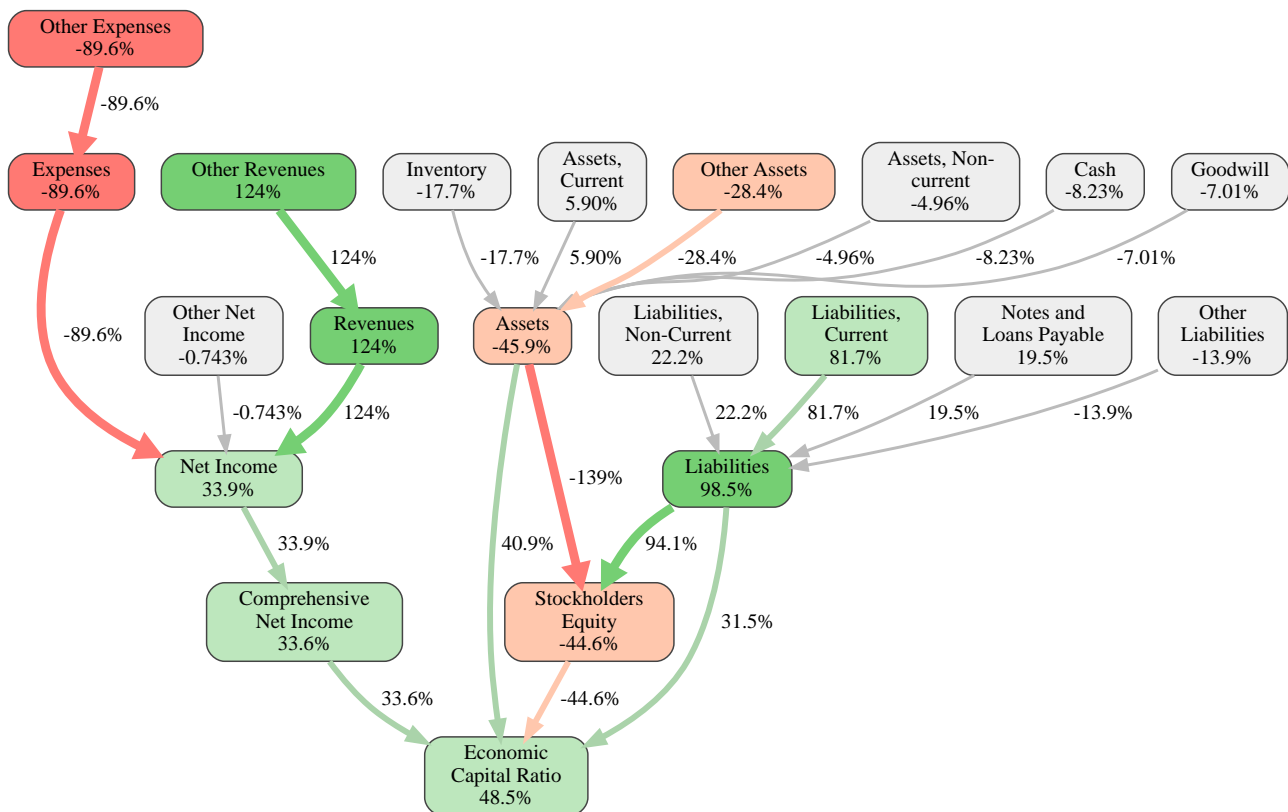 Other Expenses
-89.6%
-89.6%
Expenses
-89.6%
Other Revenues
124%
Inventory
-17.7%
Assets,
Current
5.90%
Other Assets
-28.4%
Assets, Non-
current
-4.96%
Cash
-8.23%
Goodwill
-7.01%
124%
-17.7%
5.90%
-28.4%
-4.96%
-8.23%
-7.01%
-89.6%
Other Net
Income
-0.743%
Revenues
124%
Assets
-45.9%
Liabilities,
Non-Current
22.2%
Liabilities,
Current
81.7%
Notes and
Loans Payable
19.5%
Other
Liabilities
-13.9%
-0.743%
124%
22.2%
81.7%
19.5%
-13.9%
Net Income
33.9%
-139%
Liabilities
98.5%
33.9%
40.9%
94.1%
Comprehensive
Net Income
33.6%
Stockholders
Equity
-44.6%
31.5%
33.6%
-44.6%
Economic
Capital Ratio
48.5%